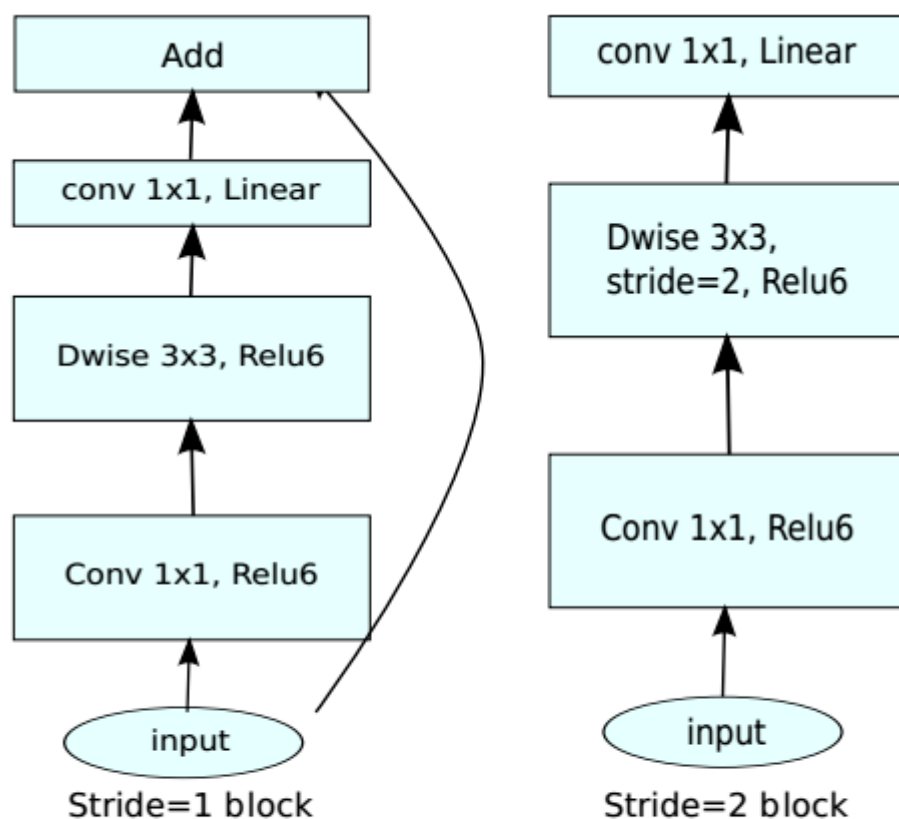 Add
conv 1x1, Linear
Dwise 3x3, Relu6
Conv 1x1, Relu6
input
Stride=1 block
conv 1x1, Linear
Dwise 3x3,
stride=2, Relu6
Conv 1x1, Relu6
input
Stride=2 block